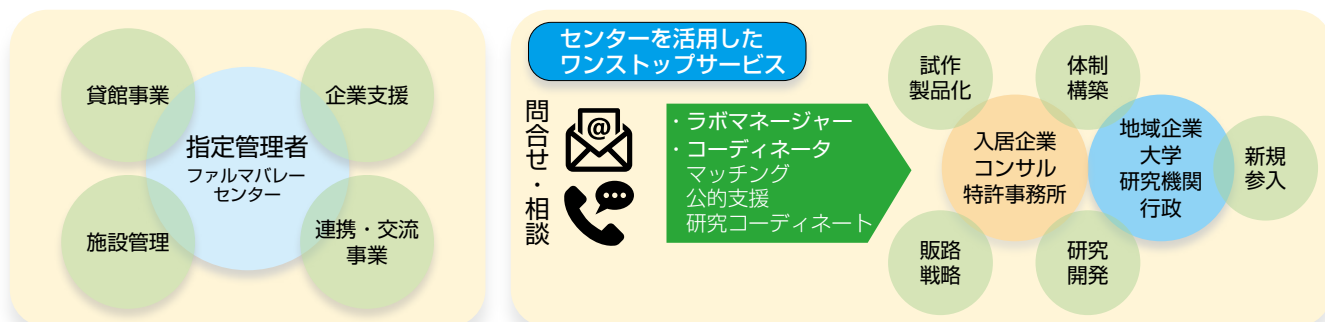 貸館事業
企業支援
指定管理者
ファルマバレー
センター
施設管理
連携・交流
事業
センターを活用した
ワンストップサービス
問合せ・相談
@
・ラボマネージャー
・コーディネータ
マッチング
公的支援
研究コーディネート
試作
製品化
体制
構築
入居企業
コンサル
特許事務所
地域企業
大学
研究機関
行政
新規
参入
販路
戦略
研究
開発